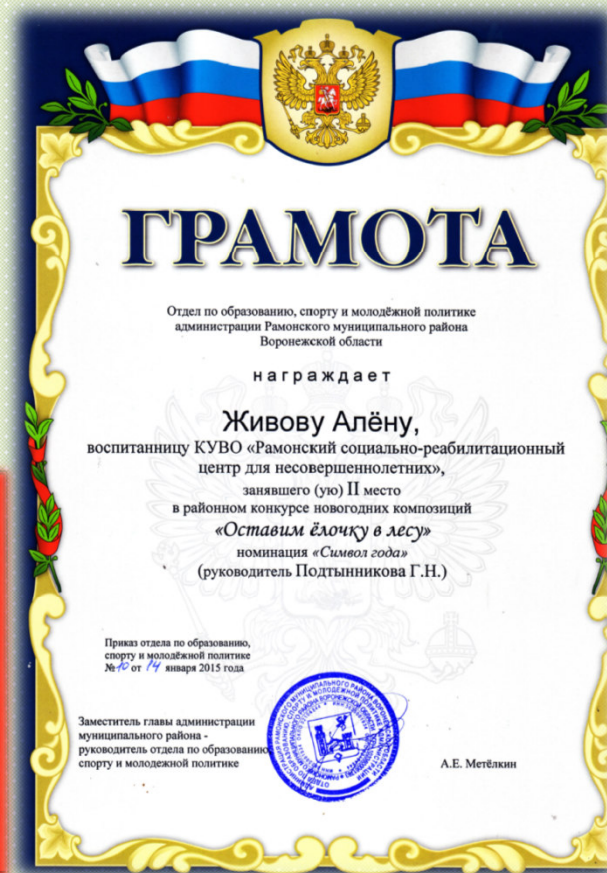 ГРАМОТА
Отдел по образованию, спорту и молодёжной политике
администрации Рамонского муниципального района
Воронежской области
награждает
Живову Алёну,
воспитанницу КУВО «Рамонский социально-реабилитационный
центр для несовершеннолетних»,
занявшего (ую) II место
в районном конкурсе новогодних композиций
«Оставим ёлочку в лесу»
номинация «Символ года»
(руководитель Подтынникова Г.Н.)
Приказ отдела по образованию,
спорту и молодёжной политике
№ 10 от 14 января 2015 года
Заместитель главы администрации
муниципального района -
руководитель отдела по образованию
спорту и молодежной политике
А.Е. Метёлкин